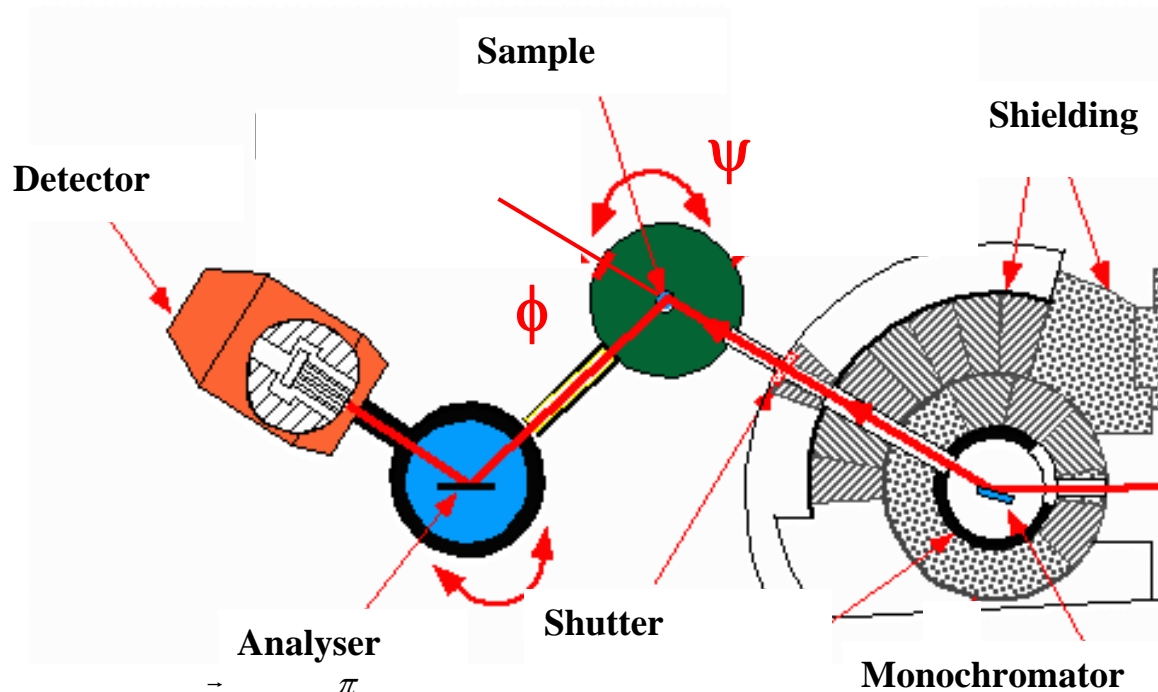 Sample
Shielding
ψ
Detector
ϕ
Shutter
Analyser
Monochromator
π